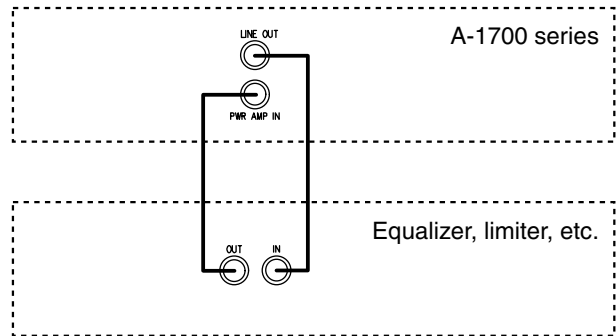 A-1700 series
LINE OUT
PWR AMP IN
Equalizer, limiter, etc.
OUT IN